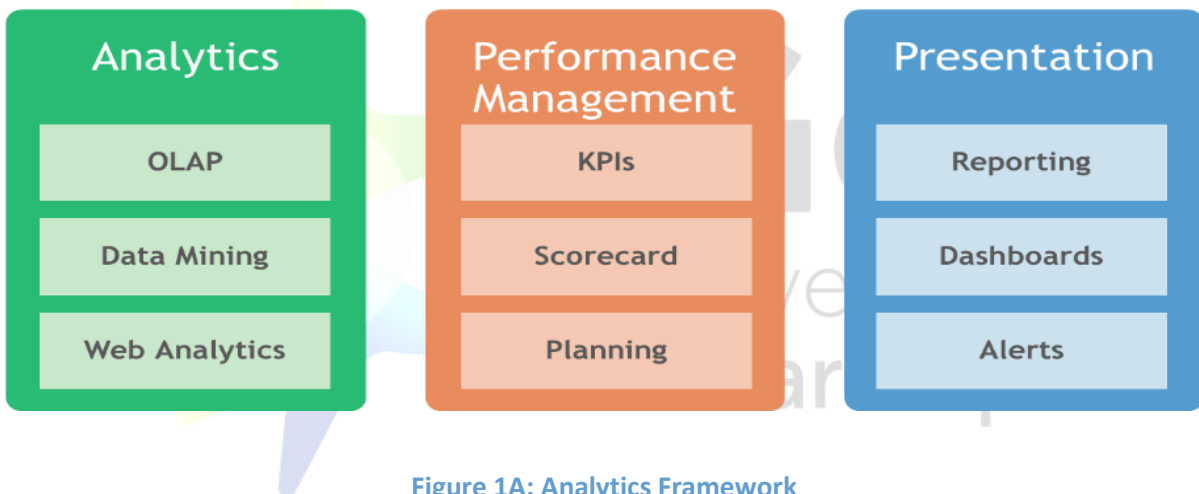 Analytics
OLAP
Data Mining
Web Analytics
Performance
Management
KPIs
Scorecard
Planning
Presentation
Reporting
Dashboards
Alerts
Figure 1A: Analytics Framework